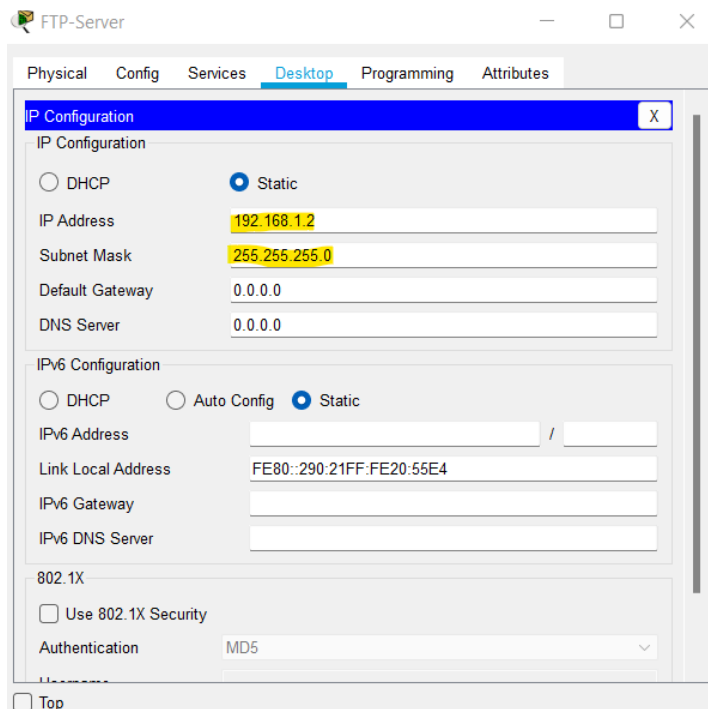 FTP-Server
Physical Config Services Desktop Programming Attributes
IP Configuration X
IP Configuration
DHCP Static
IP Address 192.168.1.2
Subnet Mask 255.255.255.0
Default Gateway 0.0.0.0
DNS Server 0.0.0.0
IPv6 Configuration
DHCP Auto Config Static
IPv6 Address /
Link Local Address FE80::290:21FF:FE20:55E4
IPv6 Gateway
IPv6 DNS Server
802.1X
Use 802.1X Security
Authentication MD5
Top